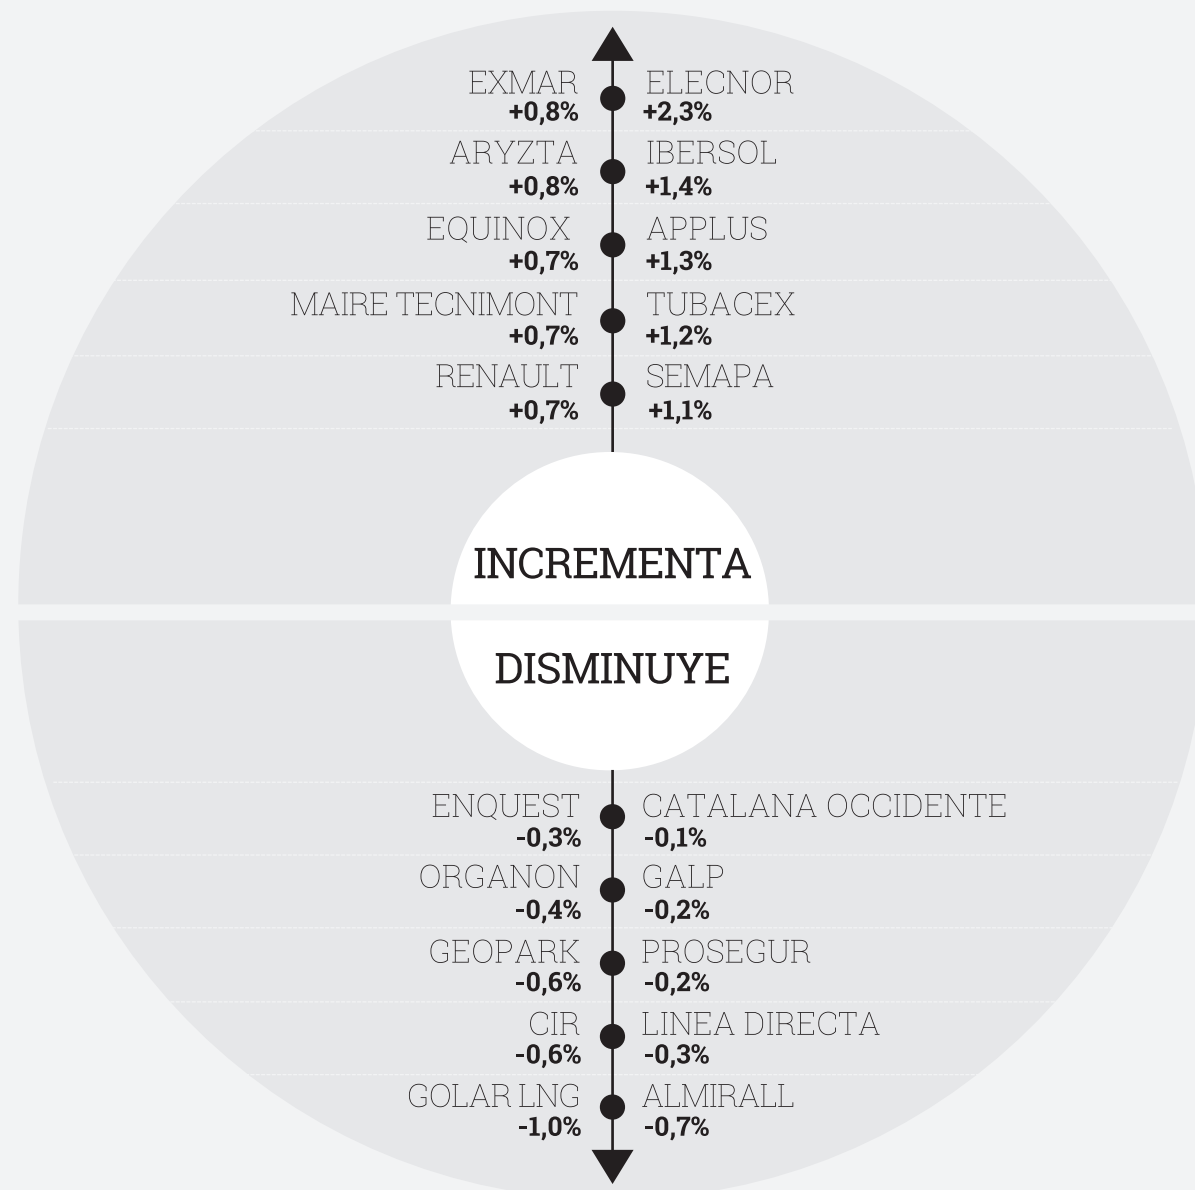 EXMAR
+0,8%
ELECNOR
+2,3%
ARYZTA
+0,8%
IBERSOL
+1,4%
EQUINOX
+0,7%
APPLUS
+1,3%
MAIRE TECNIMONT
+0,7%
TUBACEX
+1,2%
RENAULT
+0,7%
SEMAPA
+1,1%
INCREMENTA
DISMINUYE
ENQUEST
-0,3%
CATALANA OCCIDENTE
-0,1%
ORGANON
-0,4%
GALP
-0,2%
GEOPARK
-0,6%
PROSEGUR
-0,2%
CIR
-0,6%
LINEA DIRECTA
-0,3%
GOLAR LNG
-1,0%
ALMIRALL
-0,7%